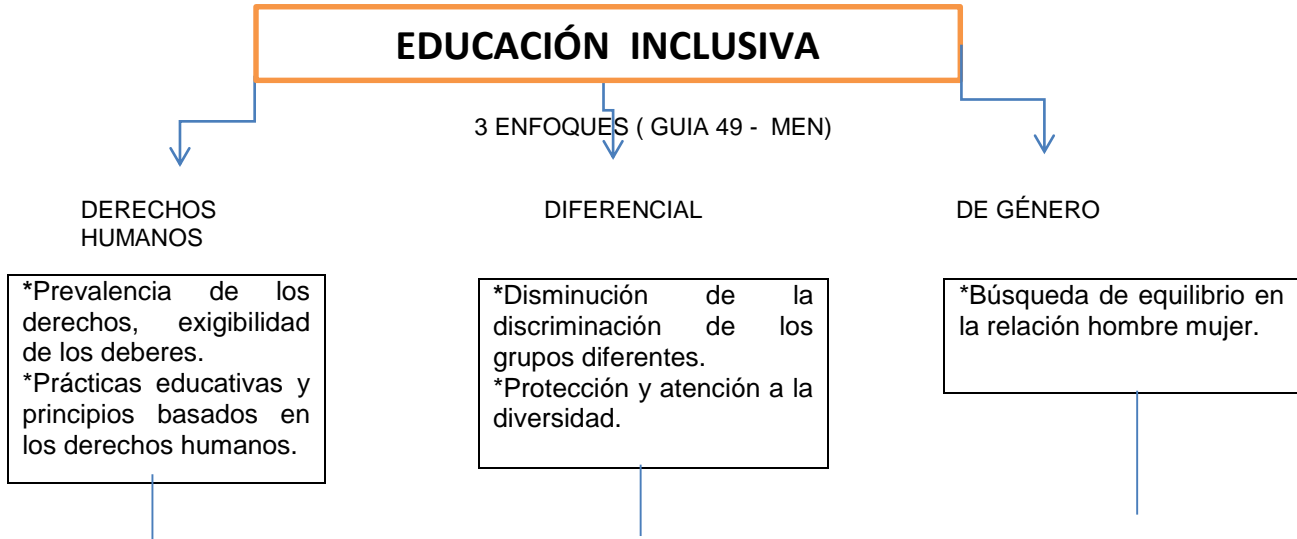 EDUCACIÓN INCLUSIVA
3 ENFOQUES ( GUIA 49 - MEN)
DERECHOS
HUMANOS
*Prevalencia de los
derechos, exigibilidad
de los deberes.
*Prácticas educativas y
principios basados en
los derechos humanos.
DIFERENCIAL
*Disminución de la
discriminación de los
grupos diferentes.
*Protección y atención a la
diversidad.
DE GÉNERO
*Búsqueda de equilibrio en
la relación hombre mujer.